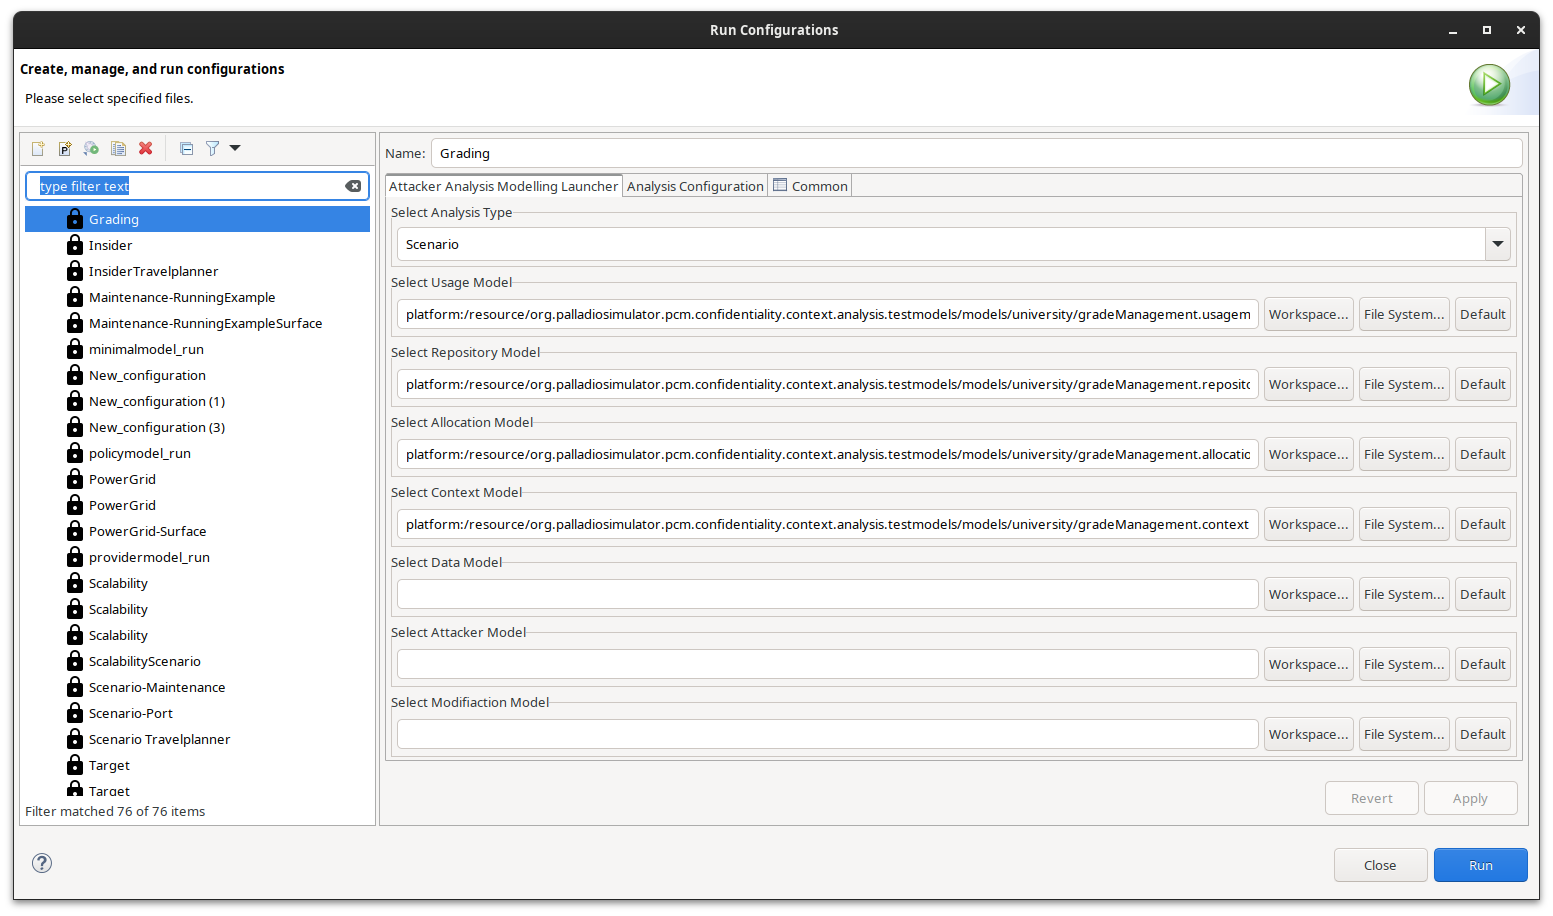 Run Configurations
Create, manage, and run configurations
Please select specified files.
type filter text
Grading
Insider
InsiderTravelplanner
Maintenance-RunningExample
Maintenance-RunningExampleSurface
minimalmodel_run
New_configuration
New_configuration (1)
New_configuration (3)
policymodel_run
PowerGrid
PowerGrid
PowerGrid-Surface
providermodel_run
Scalability
Scalability
Scalability
ScalabilityScenario
Scenario-Maintenance
Scenario-Port
Scenario Travelplanner
Target
Target
Filter matched 76 of 76 items
Name: Grading
Attacker Analysis Modelling Launcher Analysis Configuration Common
Select Analysis Type
Scenario
Select Usage Model
platform:/resource/org.palladiosimulator.pcm.confidentiality.context.analysis.testmodels/models/university/gradeManagement.usagem Workspace... File System... Default
Select Repository Model
platform:/resource/org.palladiosimulator.pcm.confidentiality.context.analysis.testmodels/models/university/gradeManagement.reposito Workspace... File System... Default
Select Allocation Model
platform:/resource/org.palladiosimulator.pcm.confidentiality.context.analysis.testmodels/models/university/gradeManagement.allocatio Workspace... File System... Default
Select Context Model
platform:/resource/org.palladiosimulator.pcm.confidentiality.context.analysis.testmodels/models/university/gradeManagement.context Workspace... File System... Default
Select Data Model
Workspace... File System... Default
Select Attacker Model
Workspace... File System... Default
Select Modifiaction Model
Workspace... File System... Default
Revert Apply
Close Run